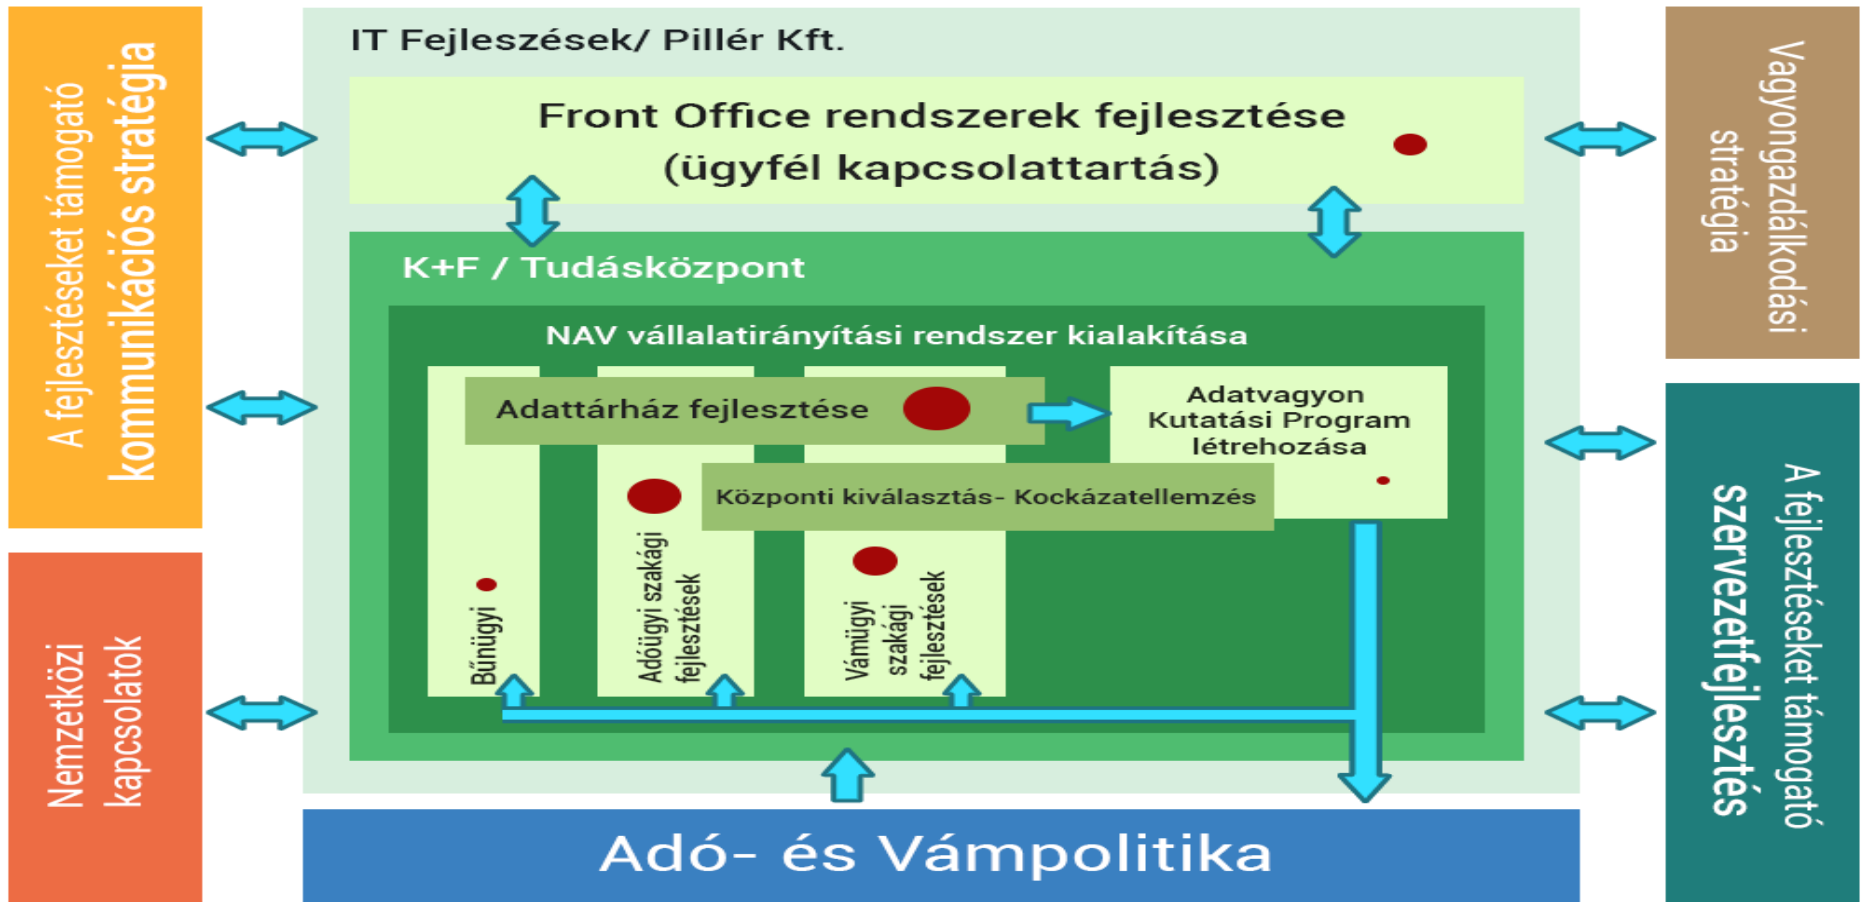 A fejlesztéseket támogató
kommunikációs stratégia
Nemzetközi
kapcsolatok
IT Fejleszések/ Pillér Kft.
Front Office rendszerek fejlesztése
(ügyfél kapcsolattartás)
K+F / Tudásközpont
NAV vállalatirányítási rendszer kialakítása
Adattárház fejlesztése
Adatvagyon
Kutatási Program
létrehozása
Központi kiválasztás- Kockázatellemzés
Bűnügyi
Adóügyi szakági
fejlesztések
Vámügyi
szakági
fejlesztések
Adó- és Vámpolitika
Vagyongazdálkodási
stratégia
A fejlesztéseket támogató
szervezetfejlesztés